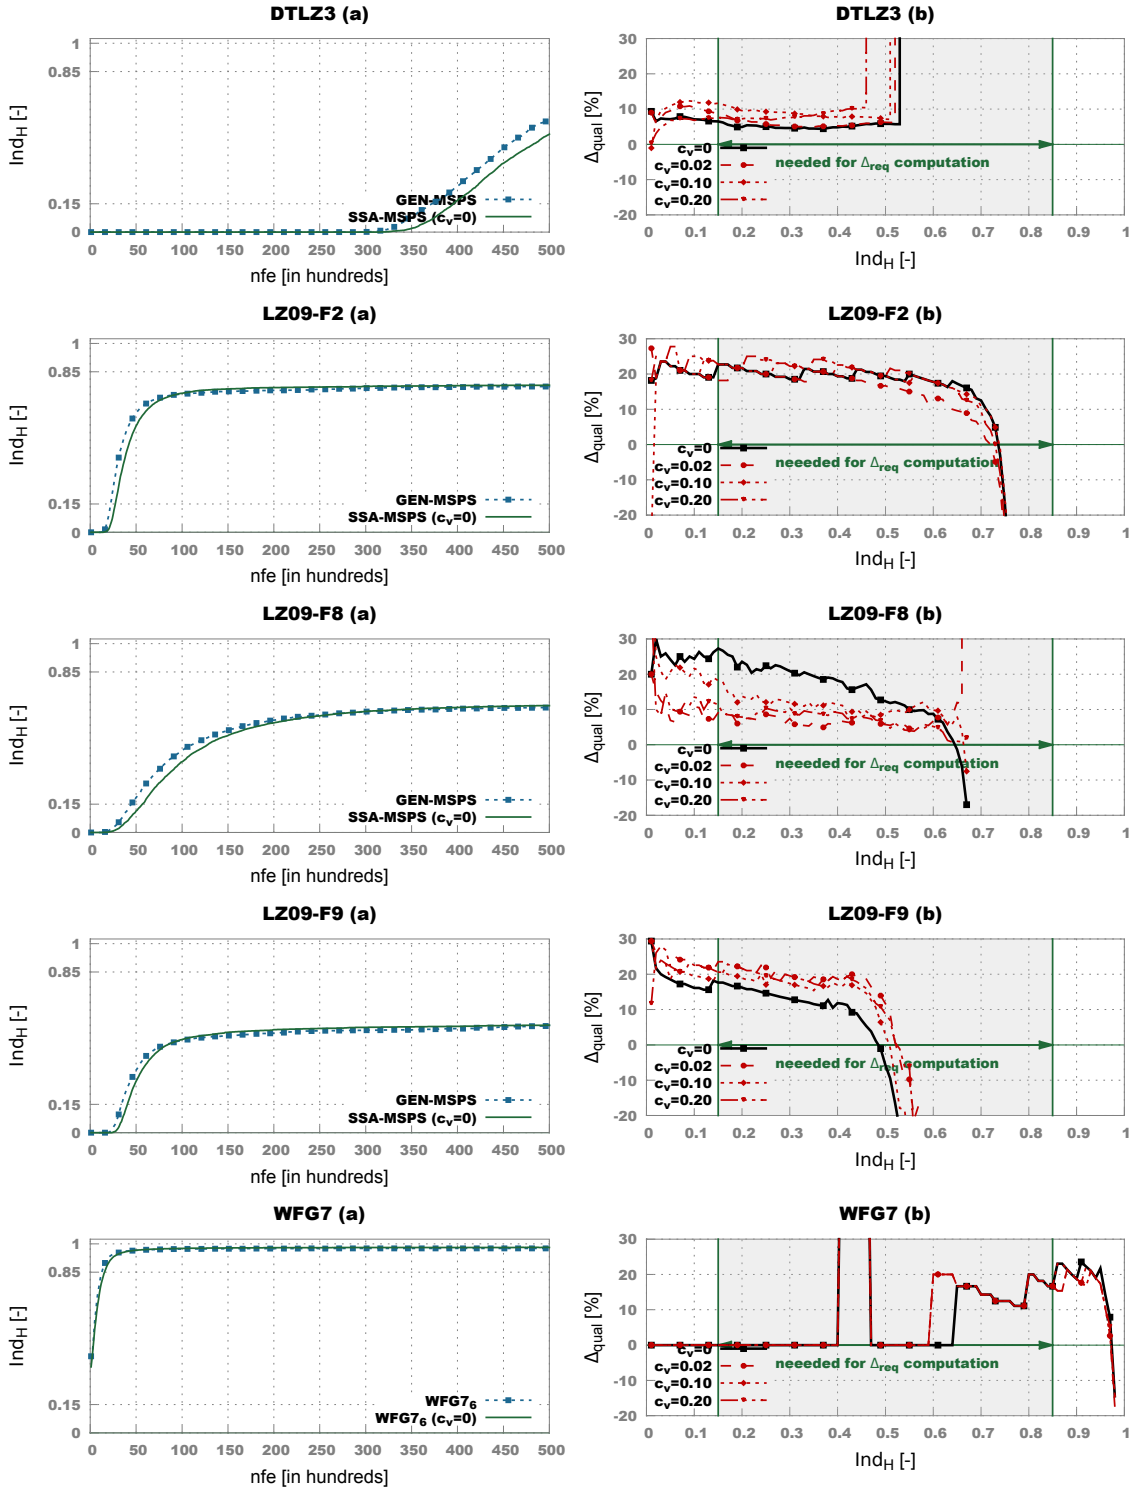 DTLZ3 (a)
1
0.85
0.15
0
Ind_H [-]
GEN-MSPS
SSA-MSPS (c_v=0)
0 50 100 150 200 250 300 350 400 450 500
nfe [in hundreds]
DTLZ3 (b)
30
20
10
0
-10
-20
Δ_qual [%]
c_v=0
c_v=0.02
c_v=0.10
c_v=0.20
needed for Δ_req computation
0 0.1 0.2 0.3 0.4 0.5 0.6 0.7 0.8 0.9 1
Ind_H [-]
LZ09-F2 (a)
1
0.85
0.15
0
Ind_H [-]
GEN-MSPS
SSA-MSPS (c_v=0)
0 50 100 150 200 250 300 350 400 450 500
nfe [in hundreds]
LZ09-F2 (b)
30
20
10
0
-10
-20
Δ_qual [%]
c_v=0
c_v=0.02
c_v=0.10
c_v=0.20
neeeded for Δ_req computation
0 0.1 0.2 0.3 0.4 0.5 0.6 0.7 0.8 0.9 1
Ind_H [-]
LZ09-F8 (a)
1
0.85
0.15
0
Ind_H [-]
GEN-MSPS
SSA-MSPS (c_v=0)
0 50 100 150 200 250 300 350 400 450 500
nfe [in hundreds]
LZ09-F8 (b)
30
20
10
0
-10
-20
Δ_qual [%]
c_v=0
c_v=0.02
c_v=0.10
c_v=0.20
neeeded for Δ_req computation
0 0.1 0.2 0.3 0.4 0.5 0.6 0.7 0.8 0.9 1
Ind_H [-]
LZ09-F9 (a)
1
0.85
0.15
0
Ind_H [-]
GEN-MSPS
SSA-MSPS (c_v=0)
0 50 100 150 200 250 300 350 400 450 500
nfe [in hundreds]
LZ09-F9 (b)
30
20
10
0
-10
-20
Δ_qual [%]
c_v=0
c_v=0.02
c_v=0.10
c_v=0.20
neeeded for Δ_req computation
0 0.1 0.2 0.3 0.4 0.5 0.6 0.7 0.8 0.9 1
Ind_H [-]
WFG7 (a)
1
0.85
0.15
0
Ind_H [-]
WFG7_6
WFG7_6 (c_v=0)
0 50 100 150 200 250 300 350 400 450 500
nfe [in hundreds]
WFG7 (b)
30
20
10
0
-10
-20
Δ_qual [%]
c_v=0
c_v=0.02
c_v=0.10
c_v=0.20
neeeded for Δ_req computation
0 0.1 0.2 0.3 0.4 0.5 0.6 0.7 0.8 0.9 1
Ind_H [-]